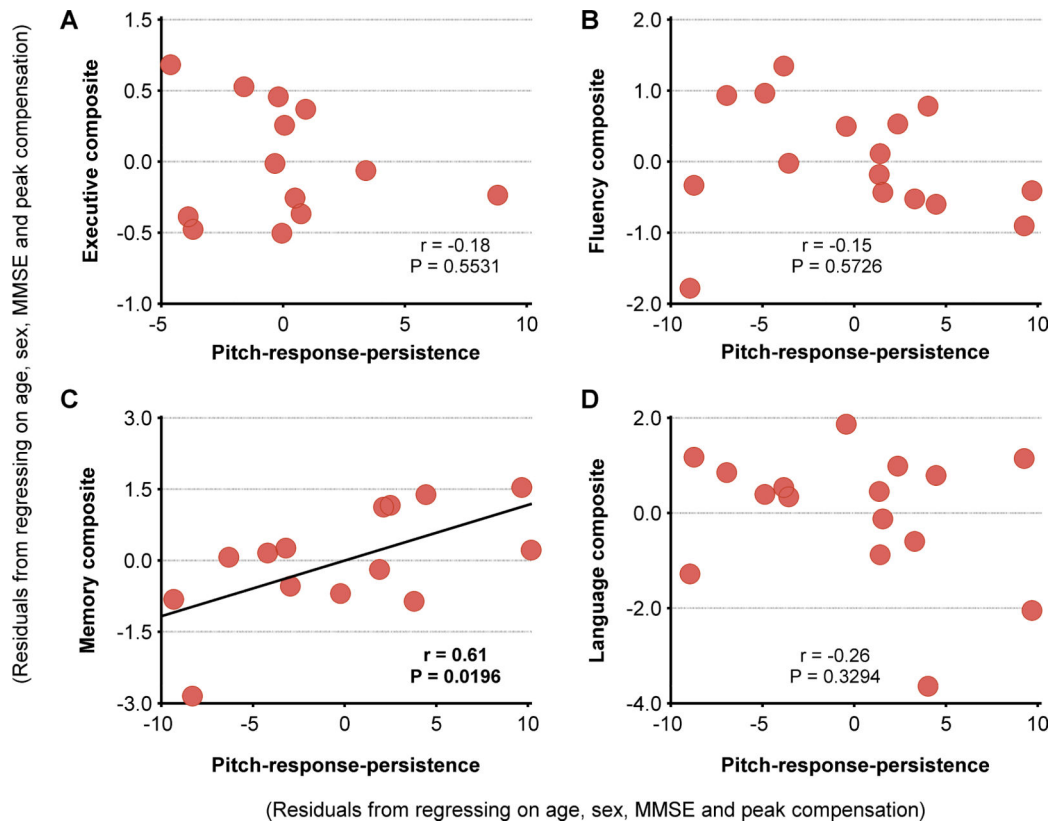 (Residuals from regressing on age, sex, MMSE and peak compensation)
A
Executive composite
1.5
0.5
0.0
-0.5
-1.0
-5
0
5
10
r = -0.18
P = 0.5531
Pitch-response-persistence
B
Fluency composite
2.0
1.0
0.0
-1.0
-2.0
-10
-5
0
5
10
r = -0.15
P = 0.5726
Pitch-response-persistence
C
Memory composite
3.0
1.5
0.0
-1.5
-3.0
-10
-5
0
5
10
r = 0.61
P = 0.0196
Pitch-response-persistence
D
Language composite
2.0
0.0
-2.0
-4.0
-10
-5
0
5
10
r = -0.26
P = 0.3294
Pitch-response-persistence
(Residuals from regressing on age, sex, MMSE and peak compensation)